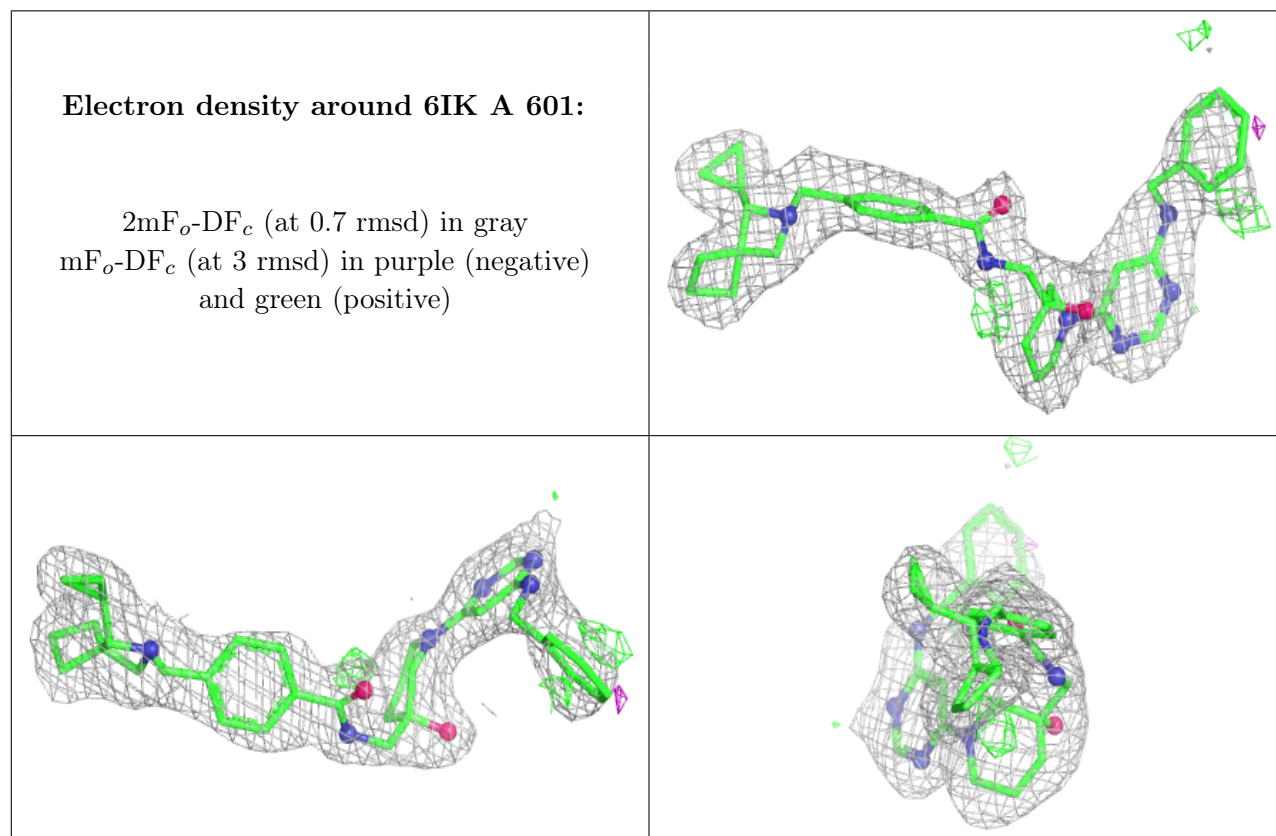 Electron density around 6IK A 601:
2mFo-DFc (at 0.7 rmsd) in gray
mFo-DFc (at 3 rmsd) in purple (negative)
and green (positive)